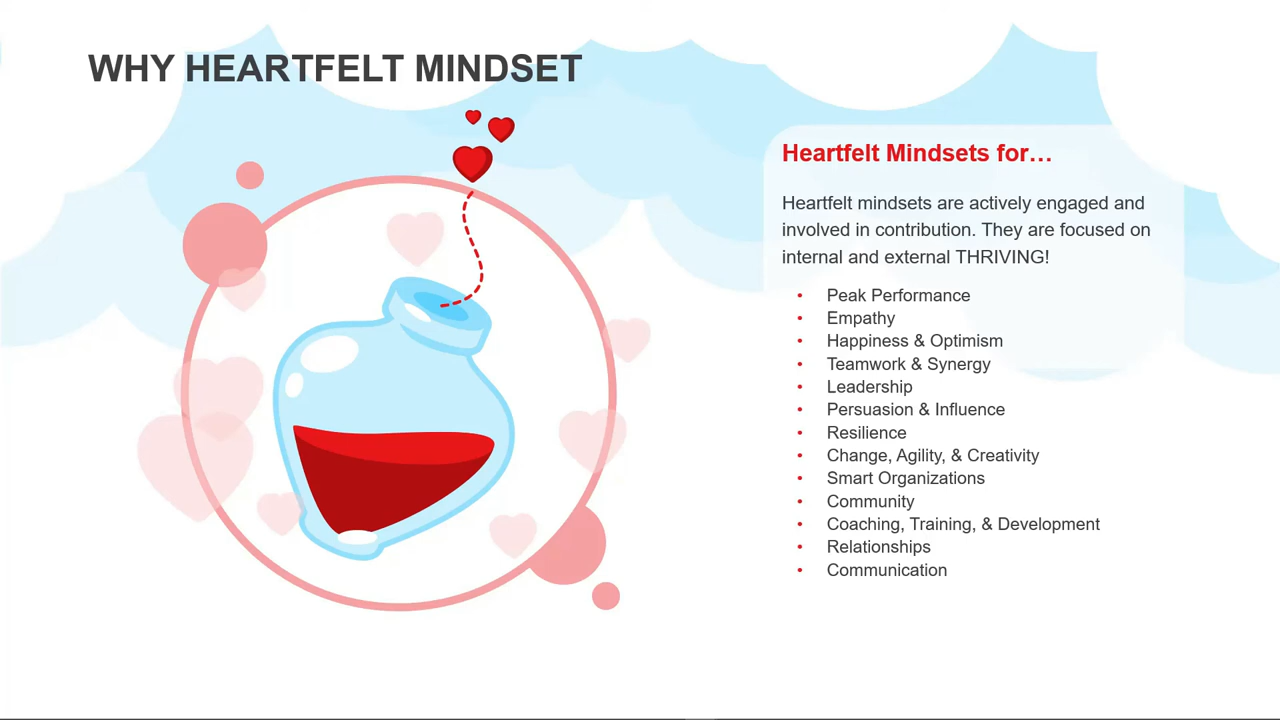 WHY HEARTFELT MINDSET
Heartfelt Mindsets for…
Heartfelt mindsets are actively engaged and
involved in contribution. They are focused on
internal and external THRIVING!
• Peak Performance
• Empathy
• Happiness & Optimism
• Teamwork & Synergy
• Leadership
• Persuasion & Influence
• Resilience
• Change, Agility, & Creativity
• Smart Organizations
• Community
• Coaching, Training, & Development
• Relationships
• Communication